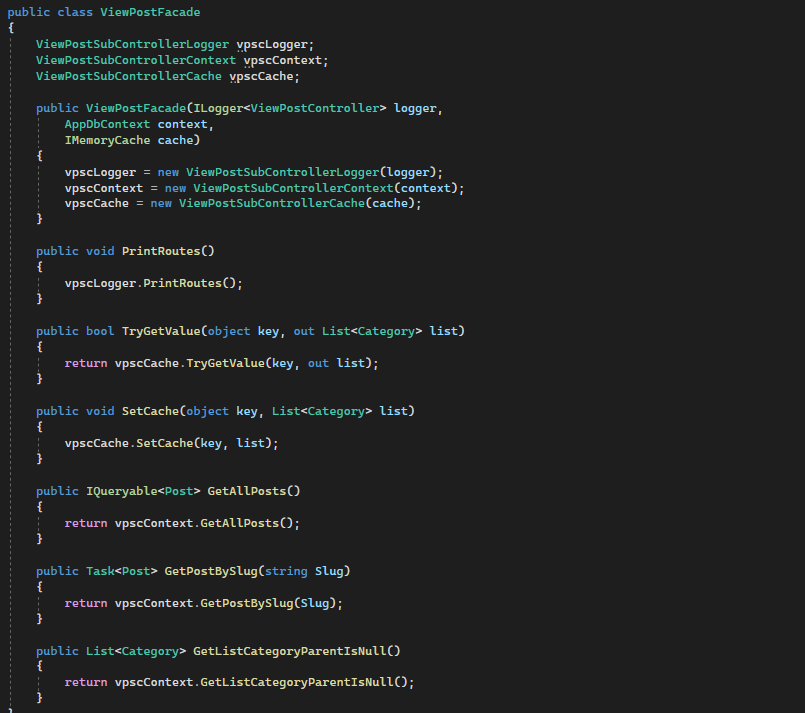 public class ViewPostFacade
{
    ViewPostSubControllerLogger vpscLogger;
    ViewPostSubControllerContext vpscContext;
    ViewPostSubControllerCache vpscCache;

    public ViewPostFacade(ILogger<ViewPostController> logger,
        AppDbContext context,
        IMemoryCache cache)
    {
        vpscLogger = new ViewPostSubControllerLogger(logger);
        vpscContext = new ViewPostSubControllerContext(context);
        vpscCache = new ViewPostSubControllerCache(cache);
    }

    public void PrintRoutes()
    {
        vpscLogger.PrintRoutes();
    }

    public bool TryGetValue(object key, out List<Category> list)
    {
        return vpscCache.TryGetValue(key, out list);
    }

    public void SetCache(object key, List<Category> list)
    {
        vpscCache.SetCache(key, list);
    }

    public IQueryable<Post> GetAllPosts()
    {
        return vpscContext.GetAllPosts();
    }

    public Task<Post> GetPostBySlug(string Slug)
    {
        return vpscContext.GetPostBySlug(Slug);
    }

    public List<Category> GetListCategoryParentIsNull()
    {
        return vpscContext.GetListCategoryParentIsNull();
    }
}